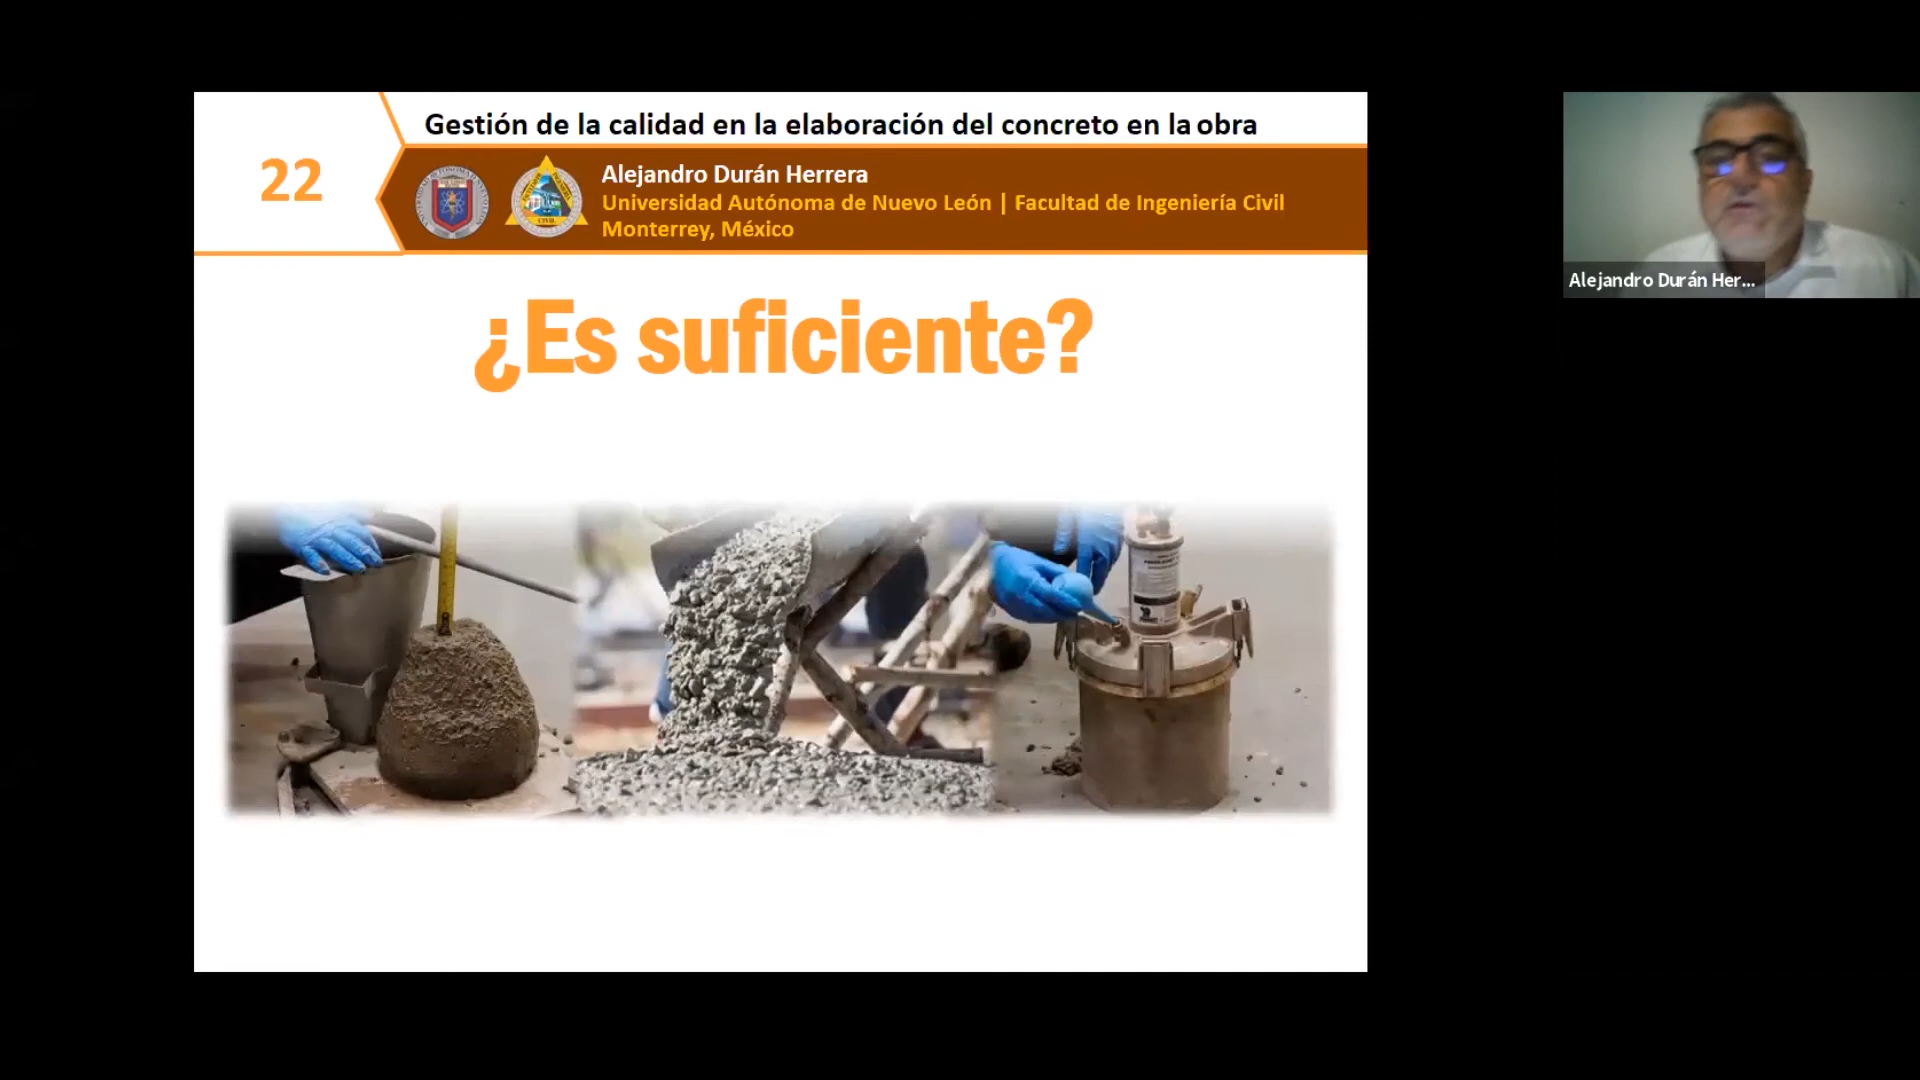 Gestión de la calidad en la elaboración del concreto en la obra
22
Alejandro Durán Herrera
Universidad Autónoma de Nuevo León | Facultad de Ingeniería Civil
Monterrey, México
¿Es suficiente?
Alejandro Durán Her...